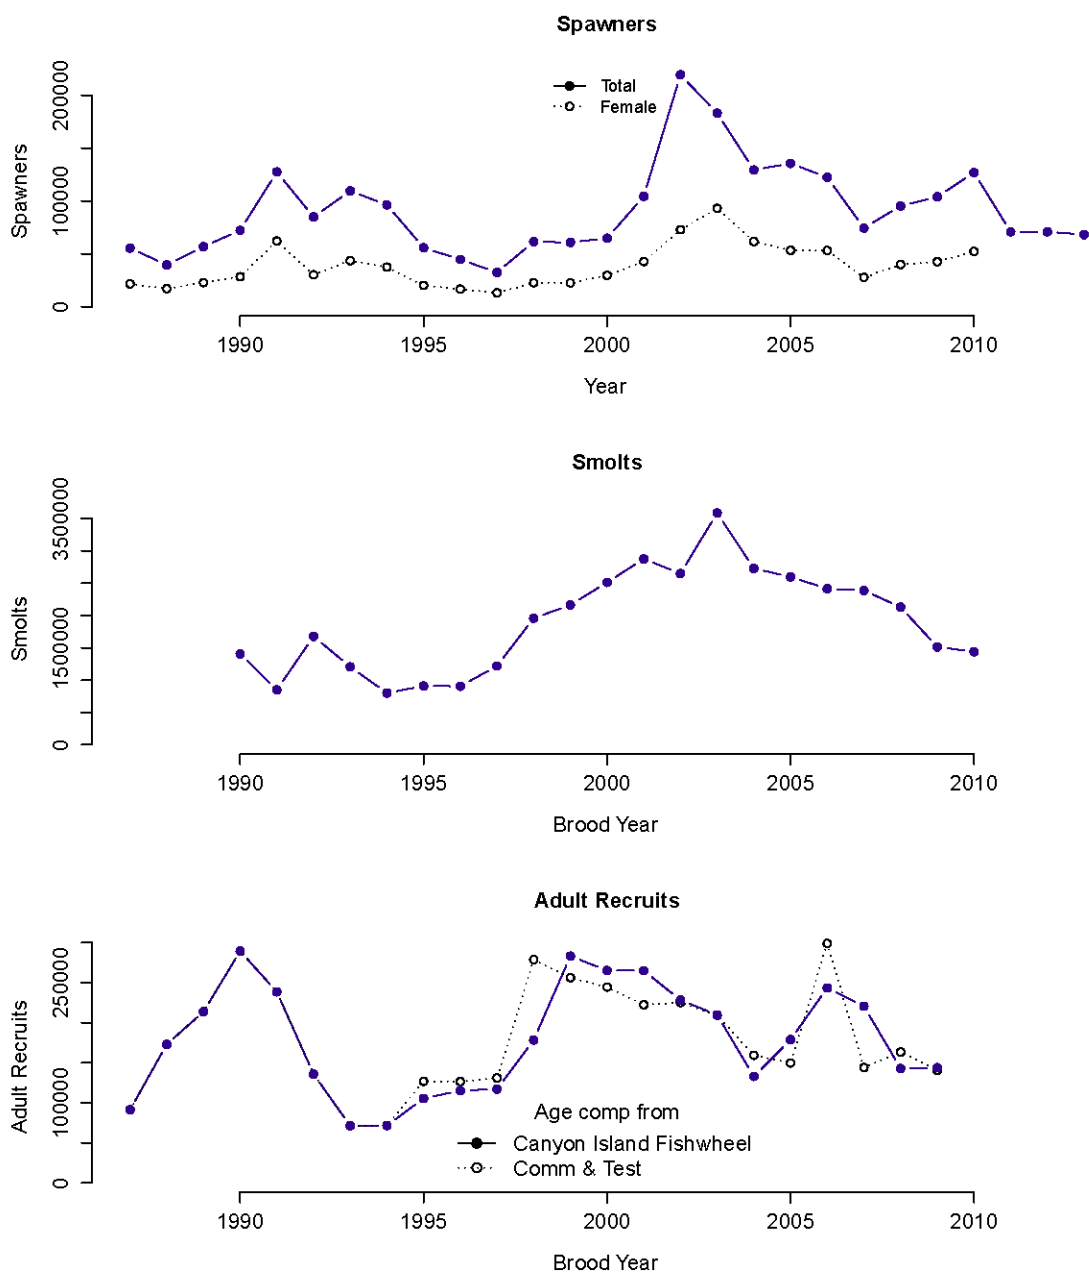 Spawners
200000
100000
0
Spawners
Total
Female
1990 1995 2000 2005 2010
Year
Smolts
3500000
1500000
0
Smolts
1990 1995 2000 2005 2010
Brood Year
Adult Recruits
250000
100000
0
Adult Recruits
Age comp from
Canyon Island Fishwheel
Comm & Test
1990 1995 2000 2005 2010
Brood Year